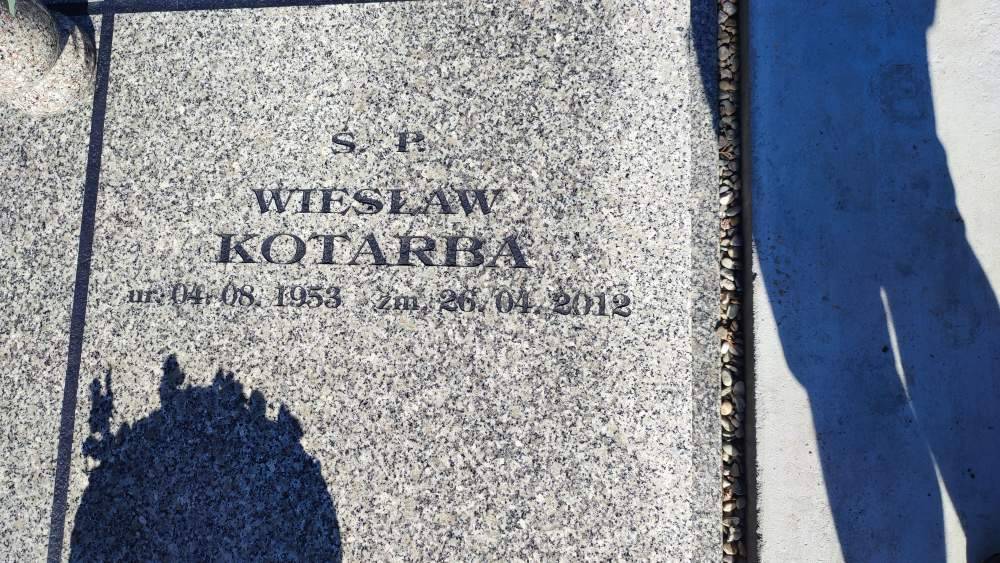 Ś. P.
WIESŁAW
KOTARBA
ur. 04. 08. 1953 zm. 26. 04. 2012